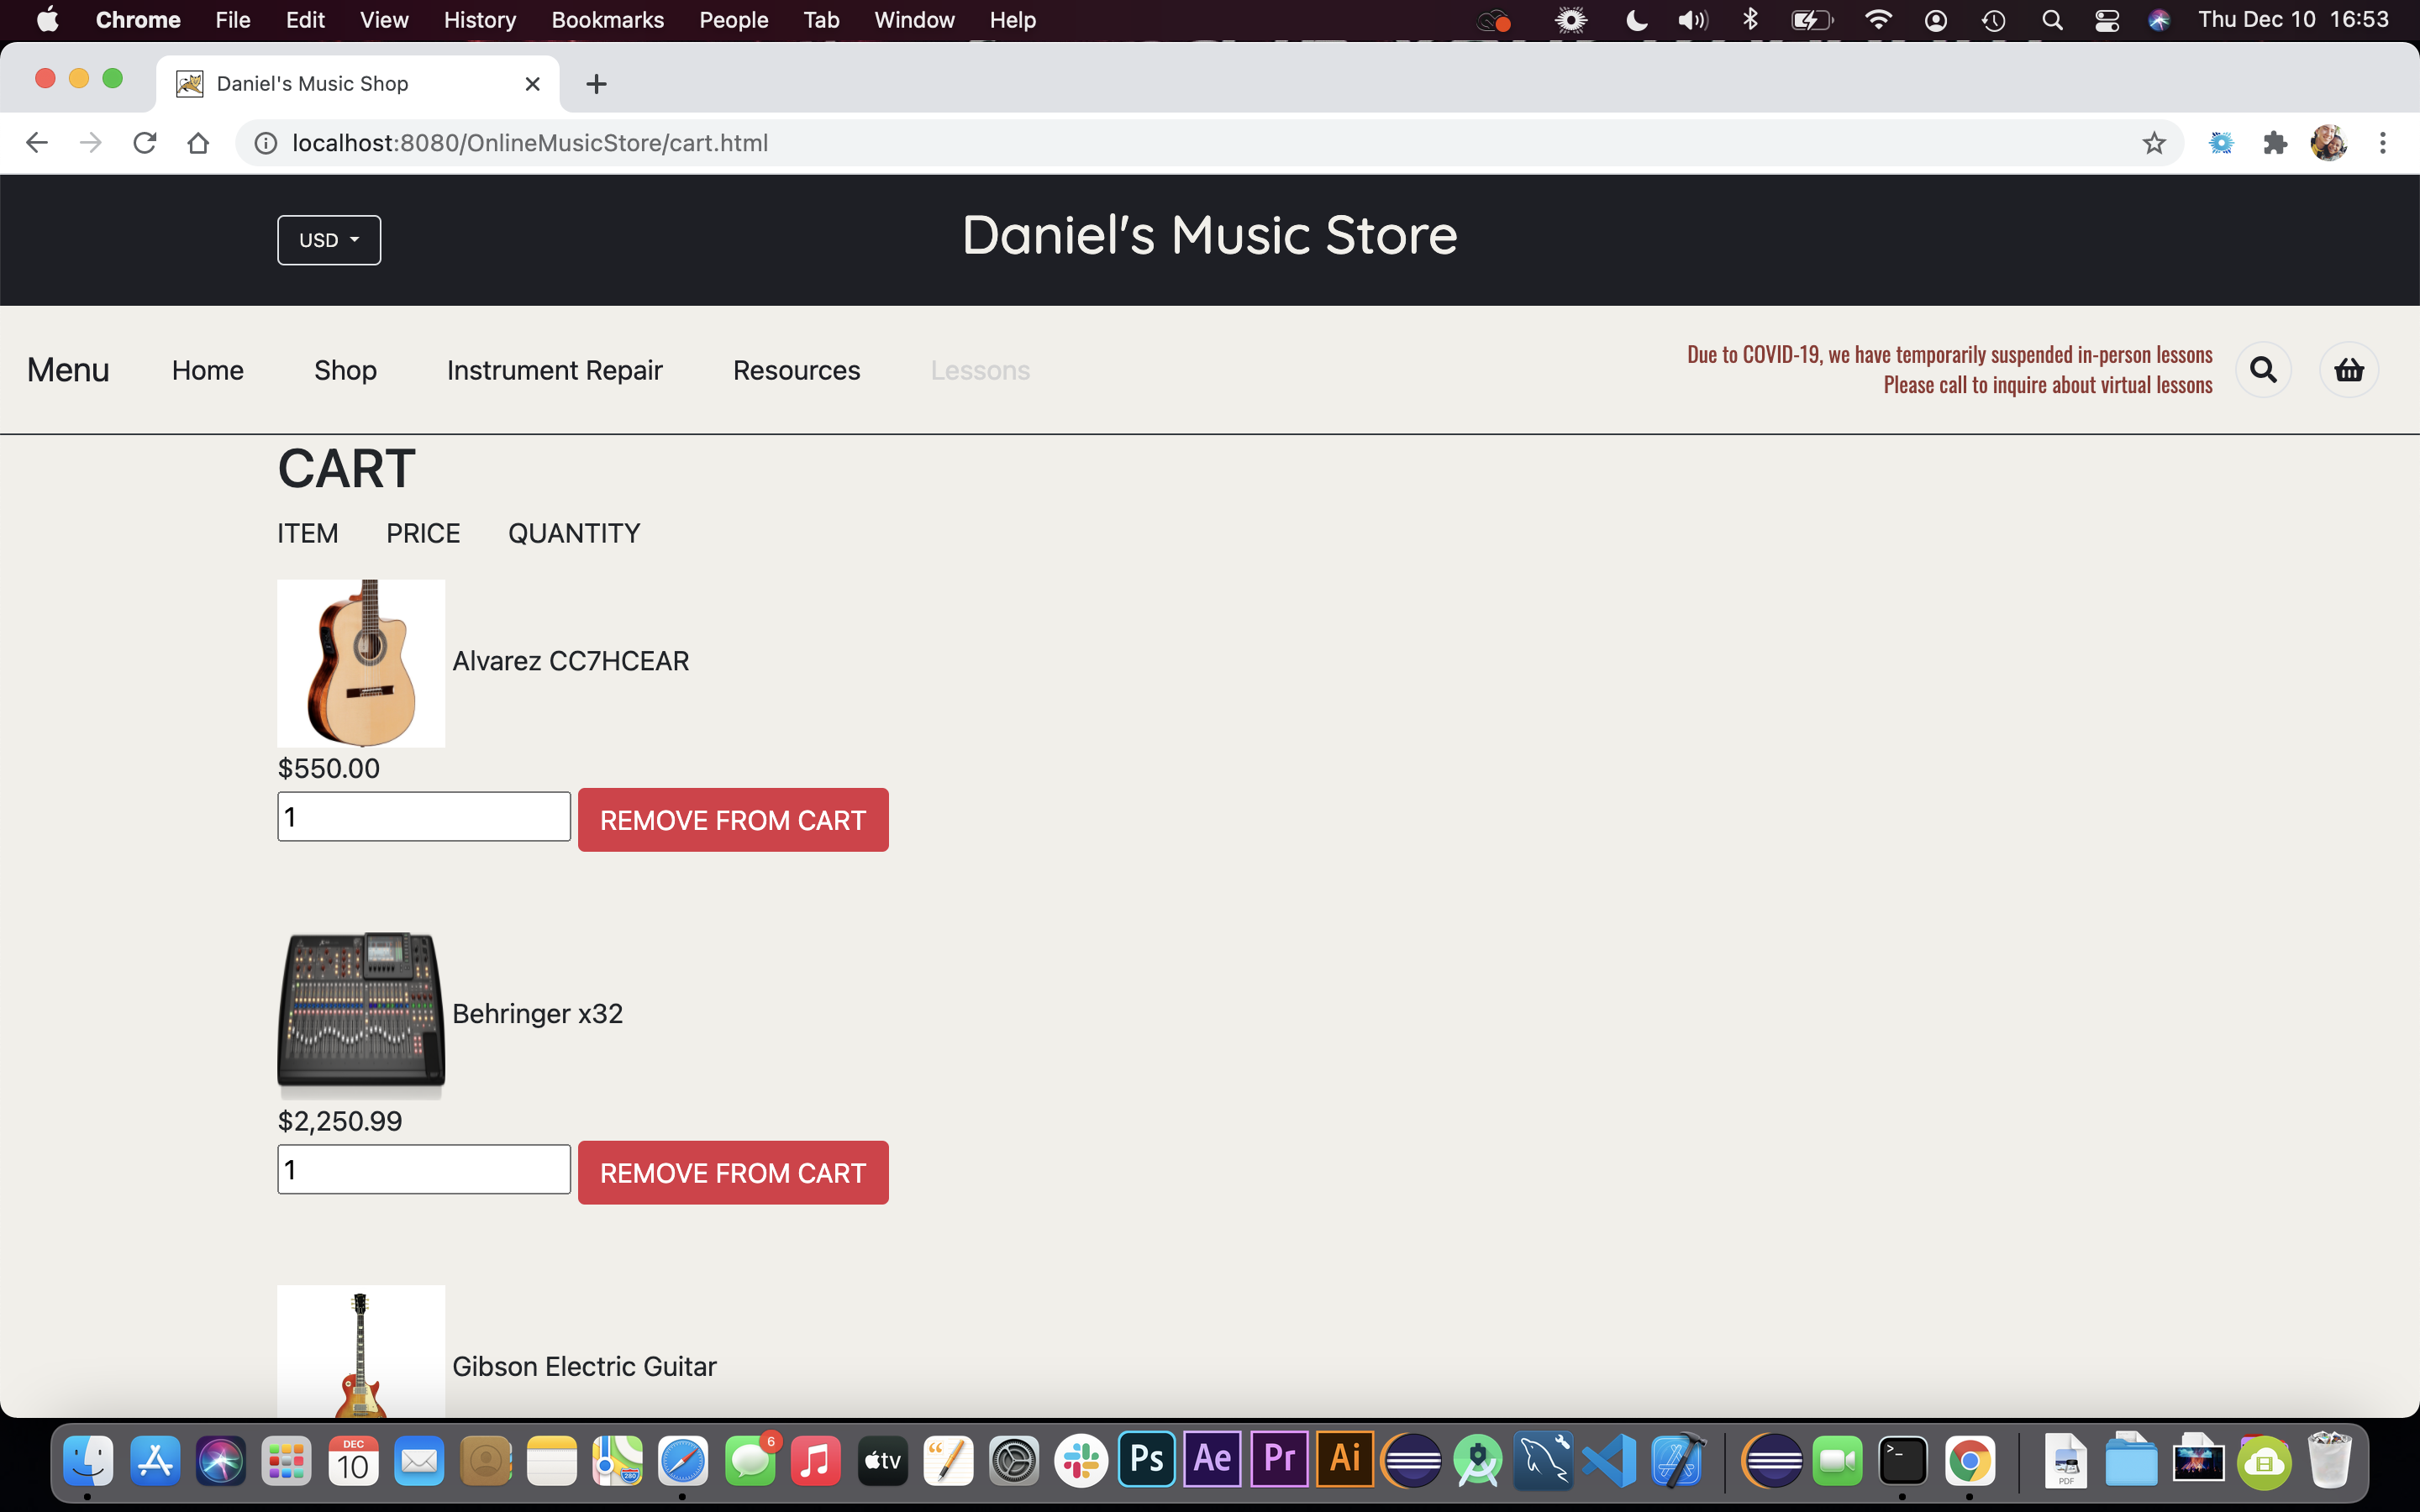 Chrome File Edit View History Bookmarks People Tab Window Help Thu Dec 10 16:53
Daniel's Music Shop
localhost:8080/OnlineMusicStore/cart.html
USD
Daniel's Music Store
Menu Home Shop Instrument Repair Resources Lessons
Due to COVID-19, we have temporarily suspended in-person lessons
Please call to inquire about virtual lessons
CART
ITEM PRICE QUANTITY
Alvarez CC7HCEAR
$550.00
1 REMOVE FROM CART
Behringer x32
$2,250.99
1 REMOVE FROM CART
Gibson Electric Guitar
DEC
10
280
6
tv
Ps
Ae
Pr
Ai
>_
PDF